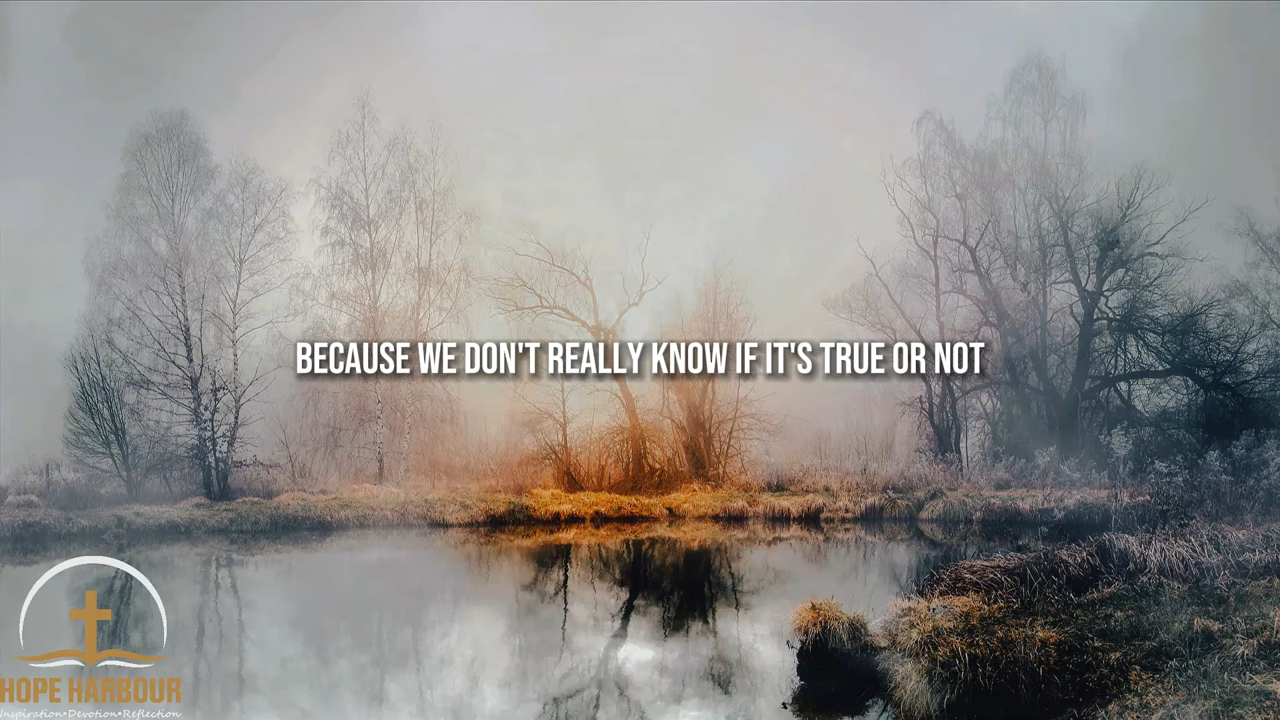 BECAUSE WE DON'T REALLY KNOW IF IT'S TRUE OR NOT
HOPE HARBOUR
Inspiration•Devotion•Reflection